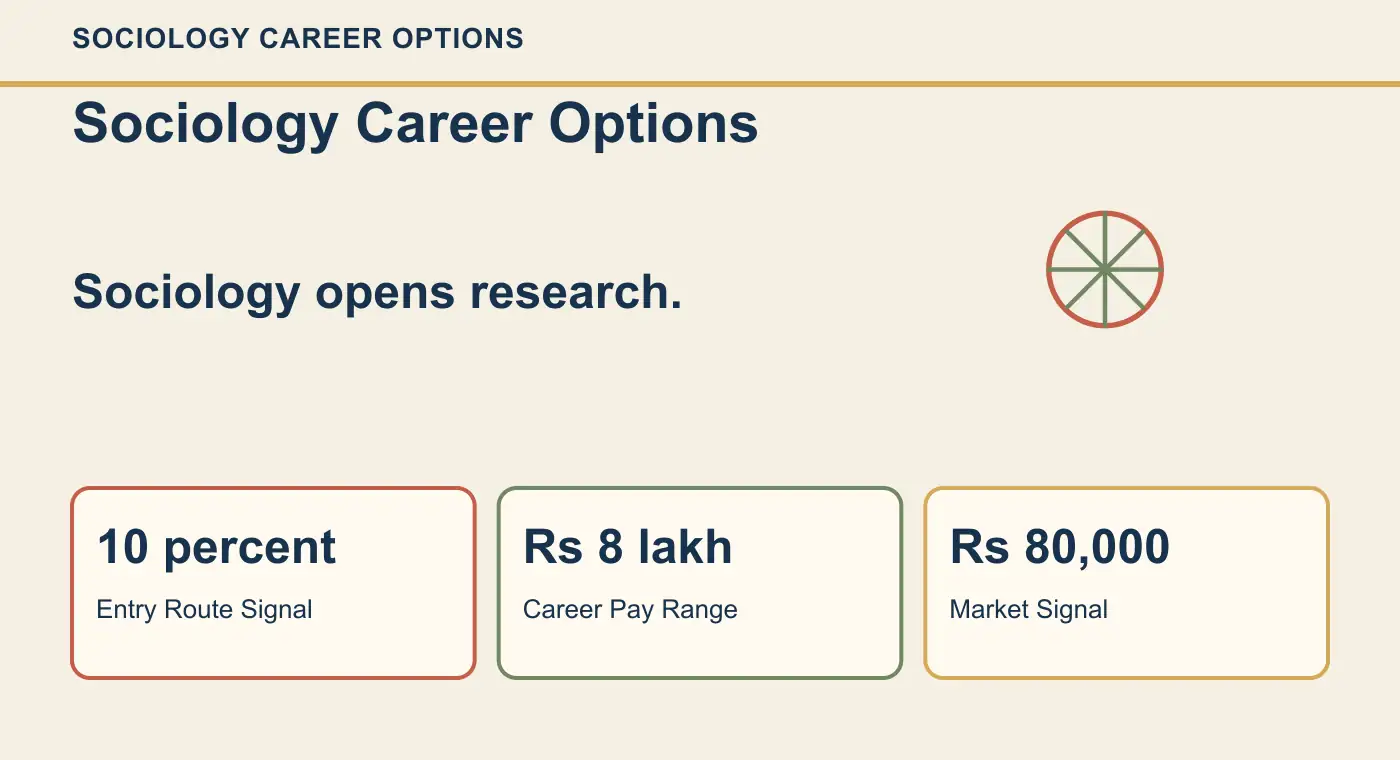 SOCIOLOGY CAREER OPTIONS
Sociology Career Options
Sociology opens research.
10 percent
Entry Route Signal
Rs 8 lakh
Career Pay Range
Rs 80,000
Market Signal